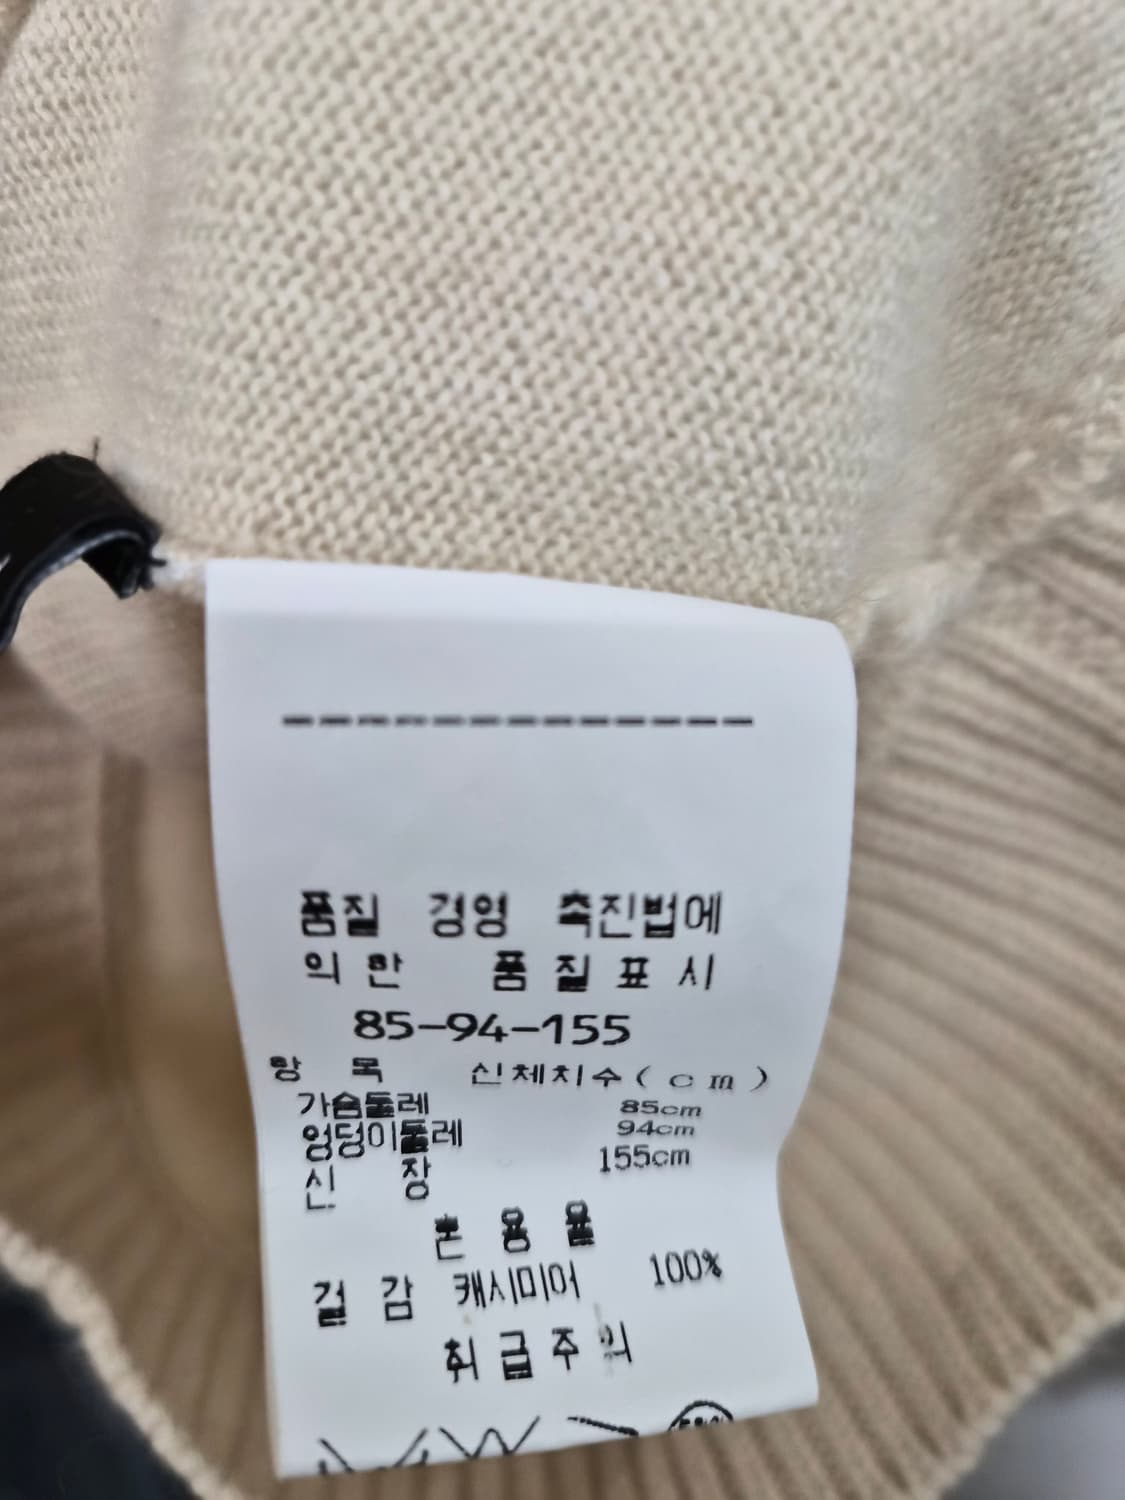 -------------
품질 경영 촉진법에
의한 품질표시
85-94-155
항 목 신체치수(cm)
가슴둘레 85cm
엉덩이둘레 94cm
신 장 155cm
혼용율
겉감 캐시미어 100%
취급주의